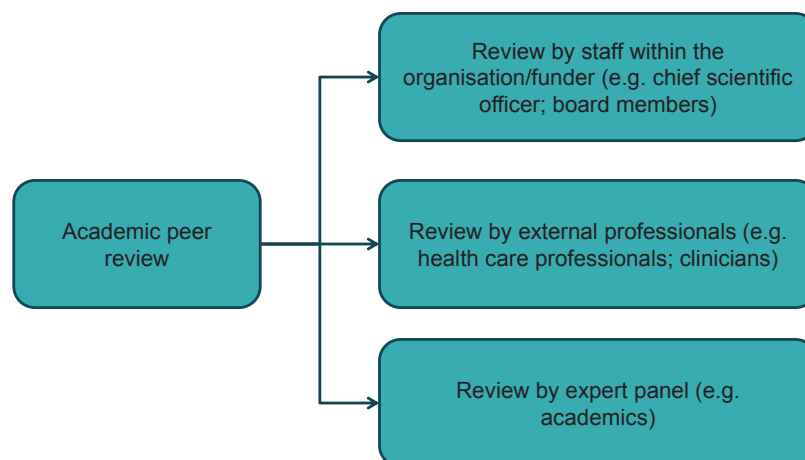 Review by staff within the
organisation/funder (e.g. chief scientific
officer; board members)
Academic peer
review
Review by external professionals (e.g.
health care professionals; clinicians)
Review by expert panel (e.g.
academics)